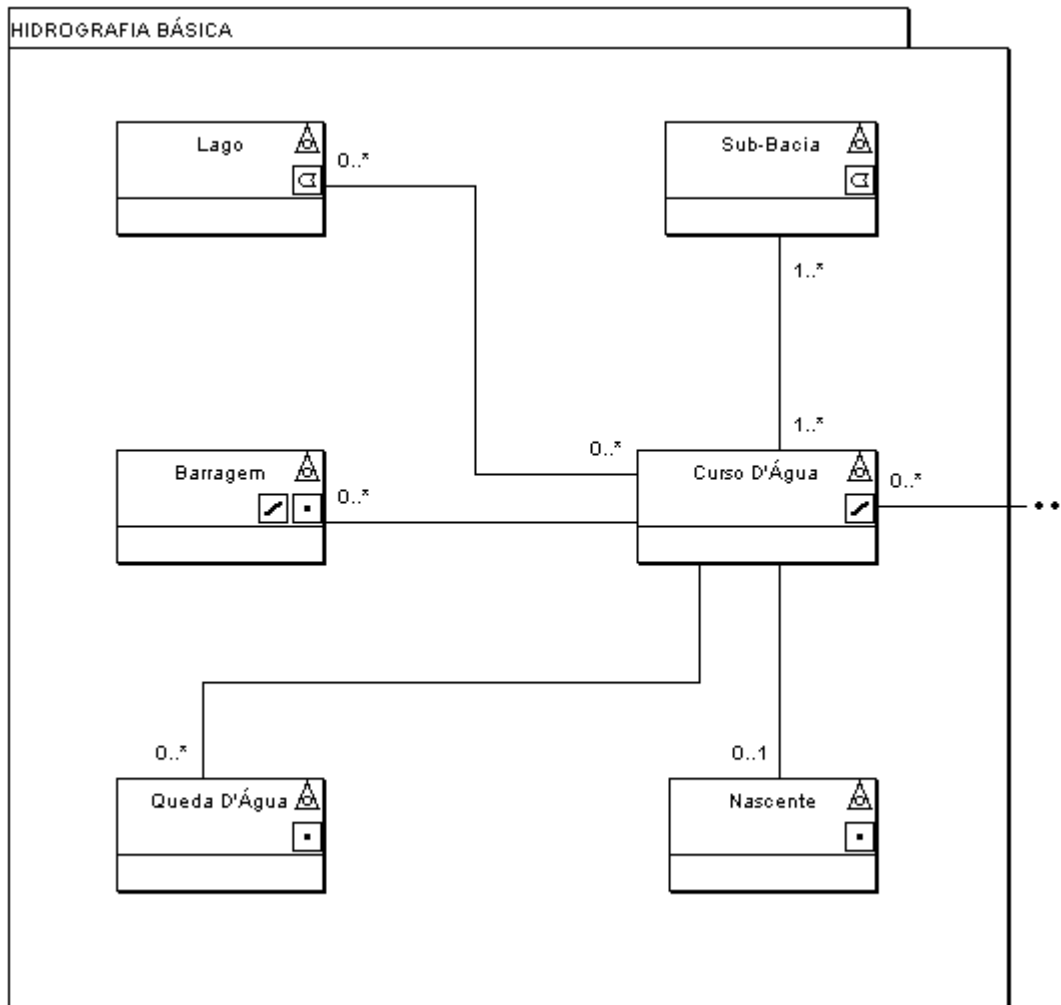 HIDROGRAFIA BÁSICA
Lago
0..*
Sub-Bacia
1..*
1..*
Barragem
0..*
0..*
Curso D'Água
0..*
0..*
Queda D'Água
0..1
Nascente